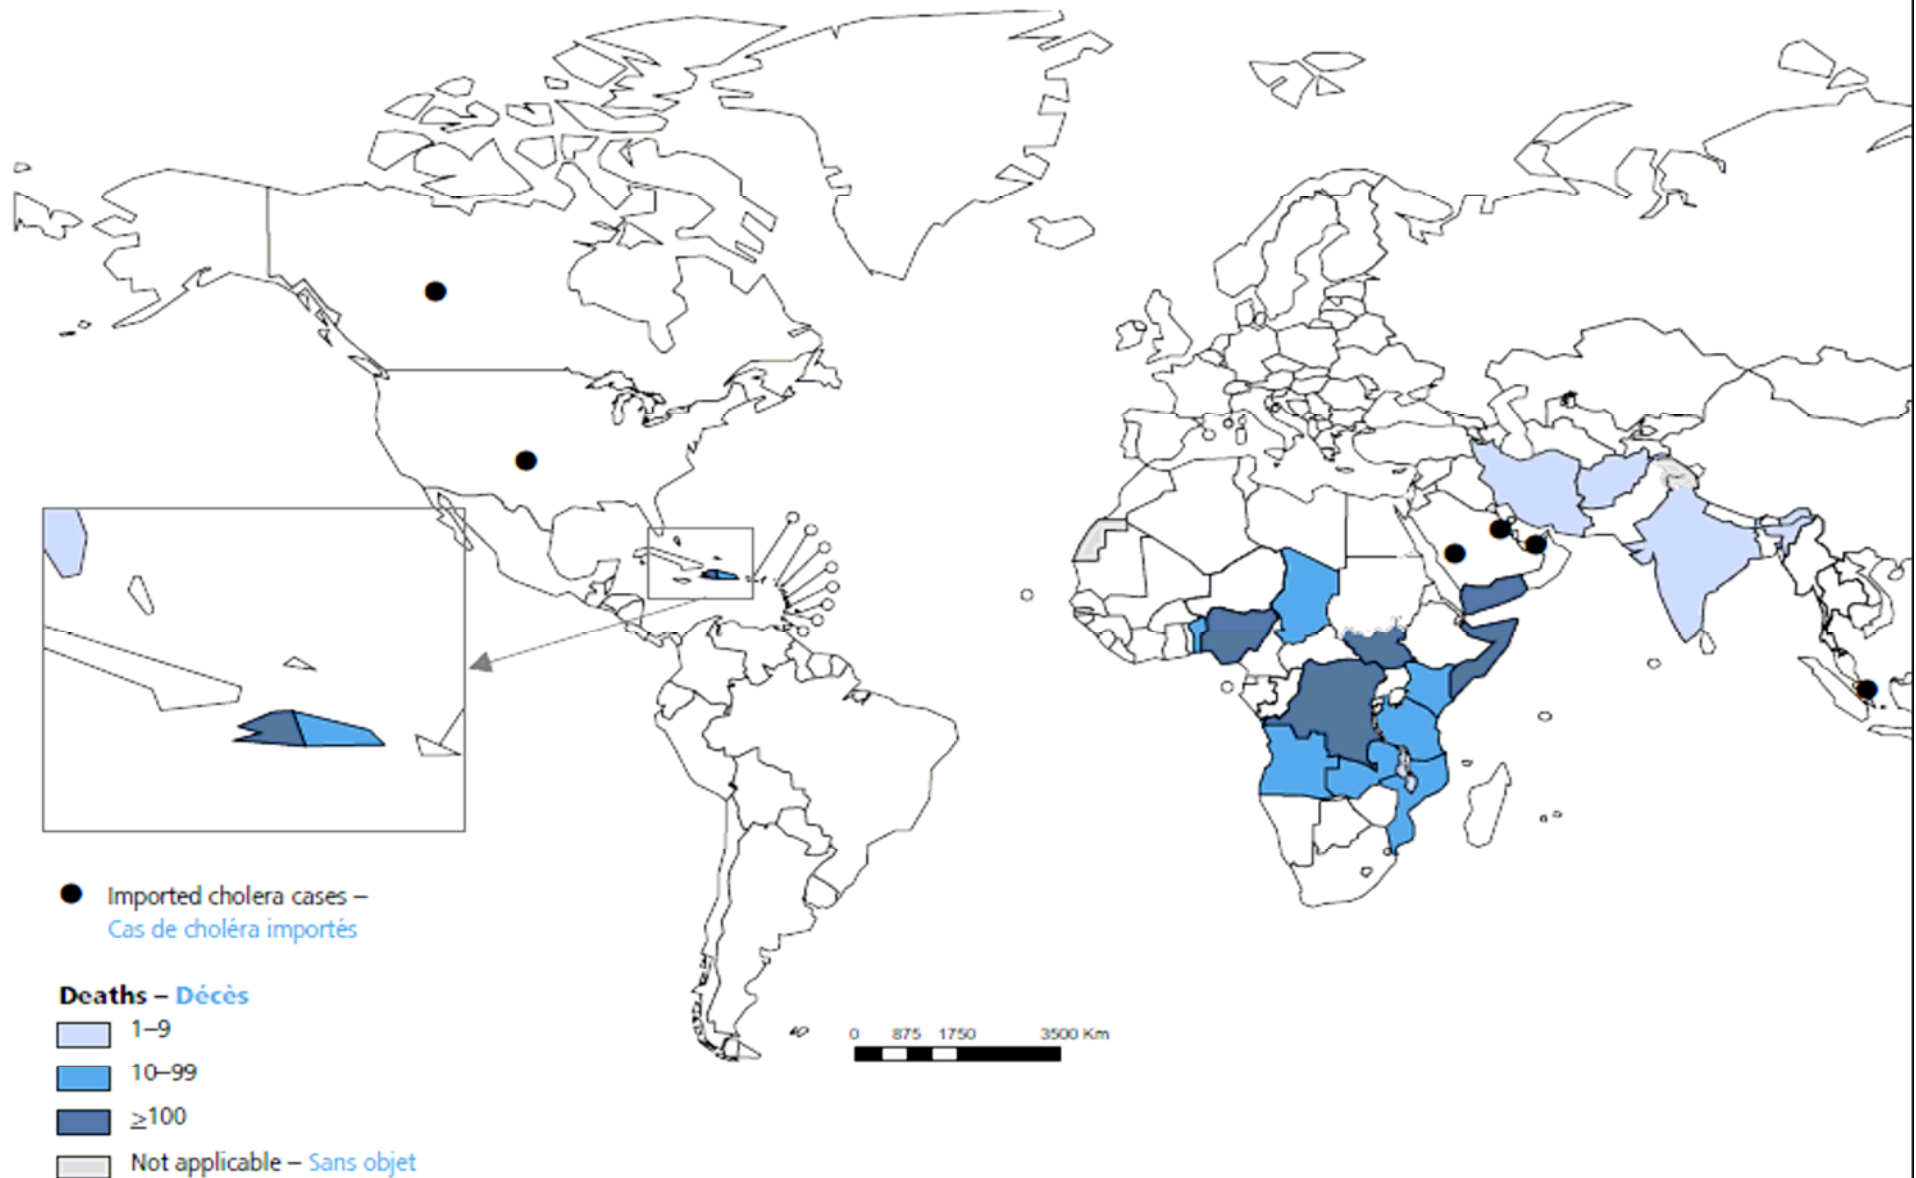 Imported cholera cases –
Cas de choléra importés
Deaths – Décès
1–9
10–99
≥100
Not applicable – Sans objet
0 875 1750 3500 Km